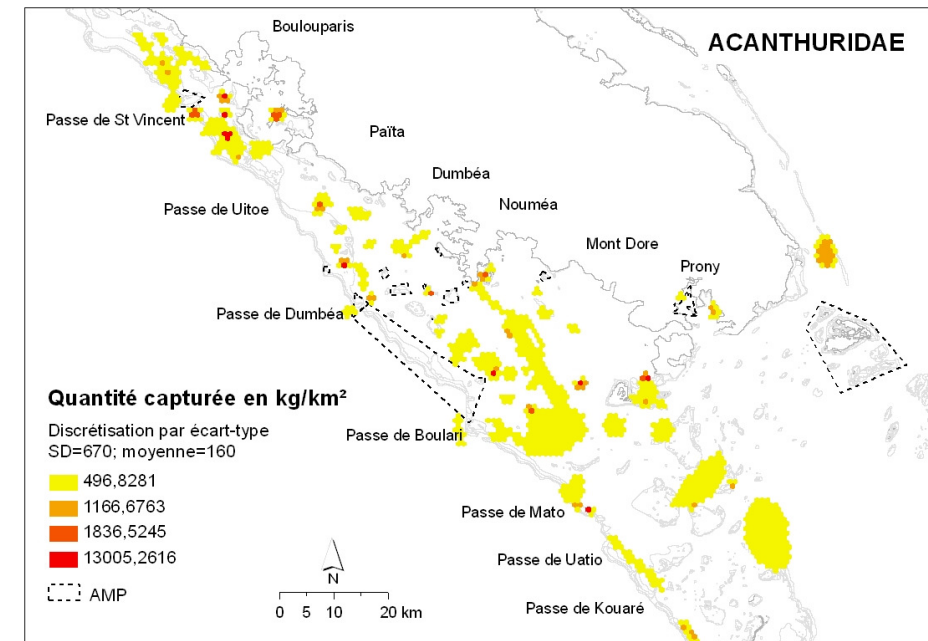 Boulouparis
ACANTHURIDAE
Passe de St Vincent
Païta
Dumbéa
Passe de Uitoe
Nouméa
Mont Dore
Prony
Passe de Dumbéa
Quantité capturée en kg/km²
Discrétisation par écart-type
SD=670; moyenne=160
496,8281
1166,6763
1836,5245
13005,2616
AMP
Passe de Boulari
Passe de Mato
Passe de Uatio
Passe de Kouaré
N
0 5 10 20 km